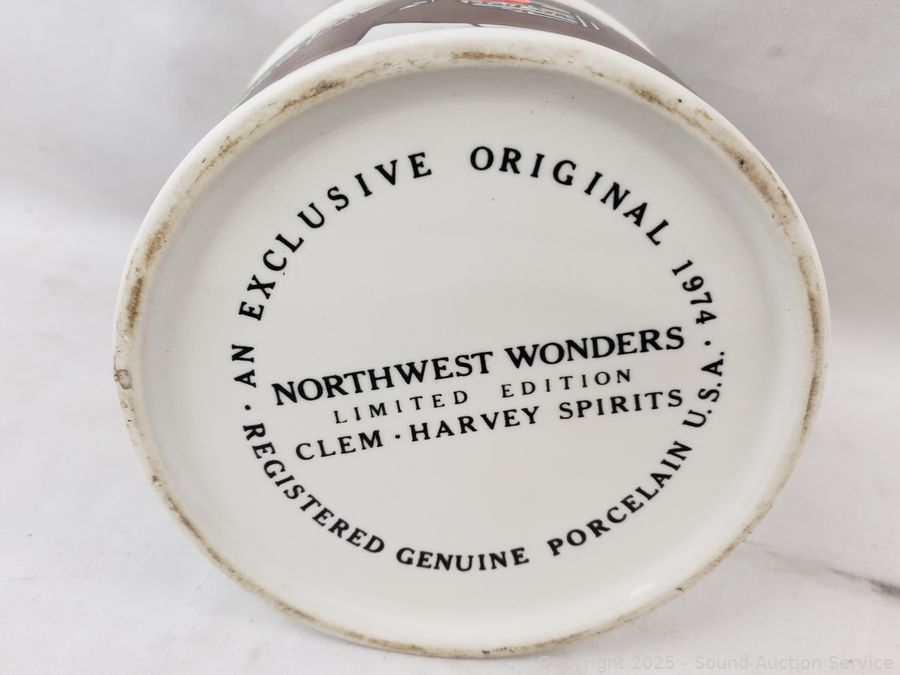 · AN EXCLUSIVE ORIGINAL 1974 ·
NORTHWEST WONDERS
LIMITED EDITION
CLEM · HARVEY SPIRITS
REGISTERED GENUINE PORCELAIN U.S.A.
Copyright 2025 - Sound Auction Service